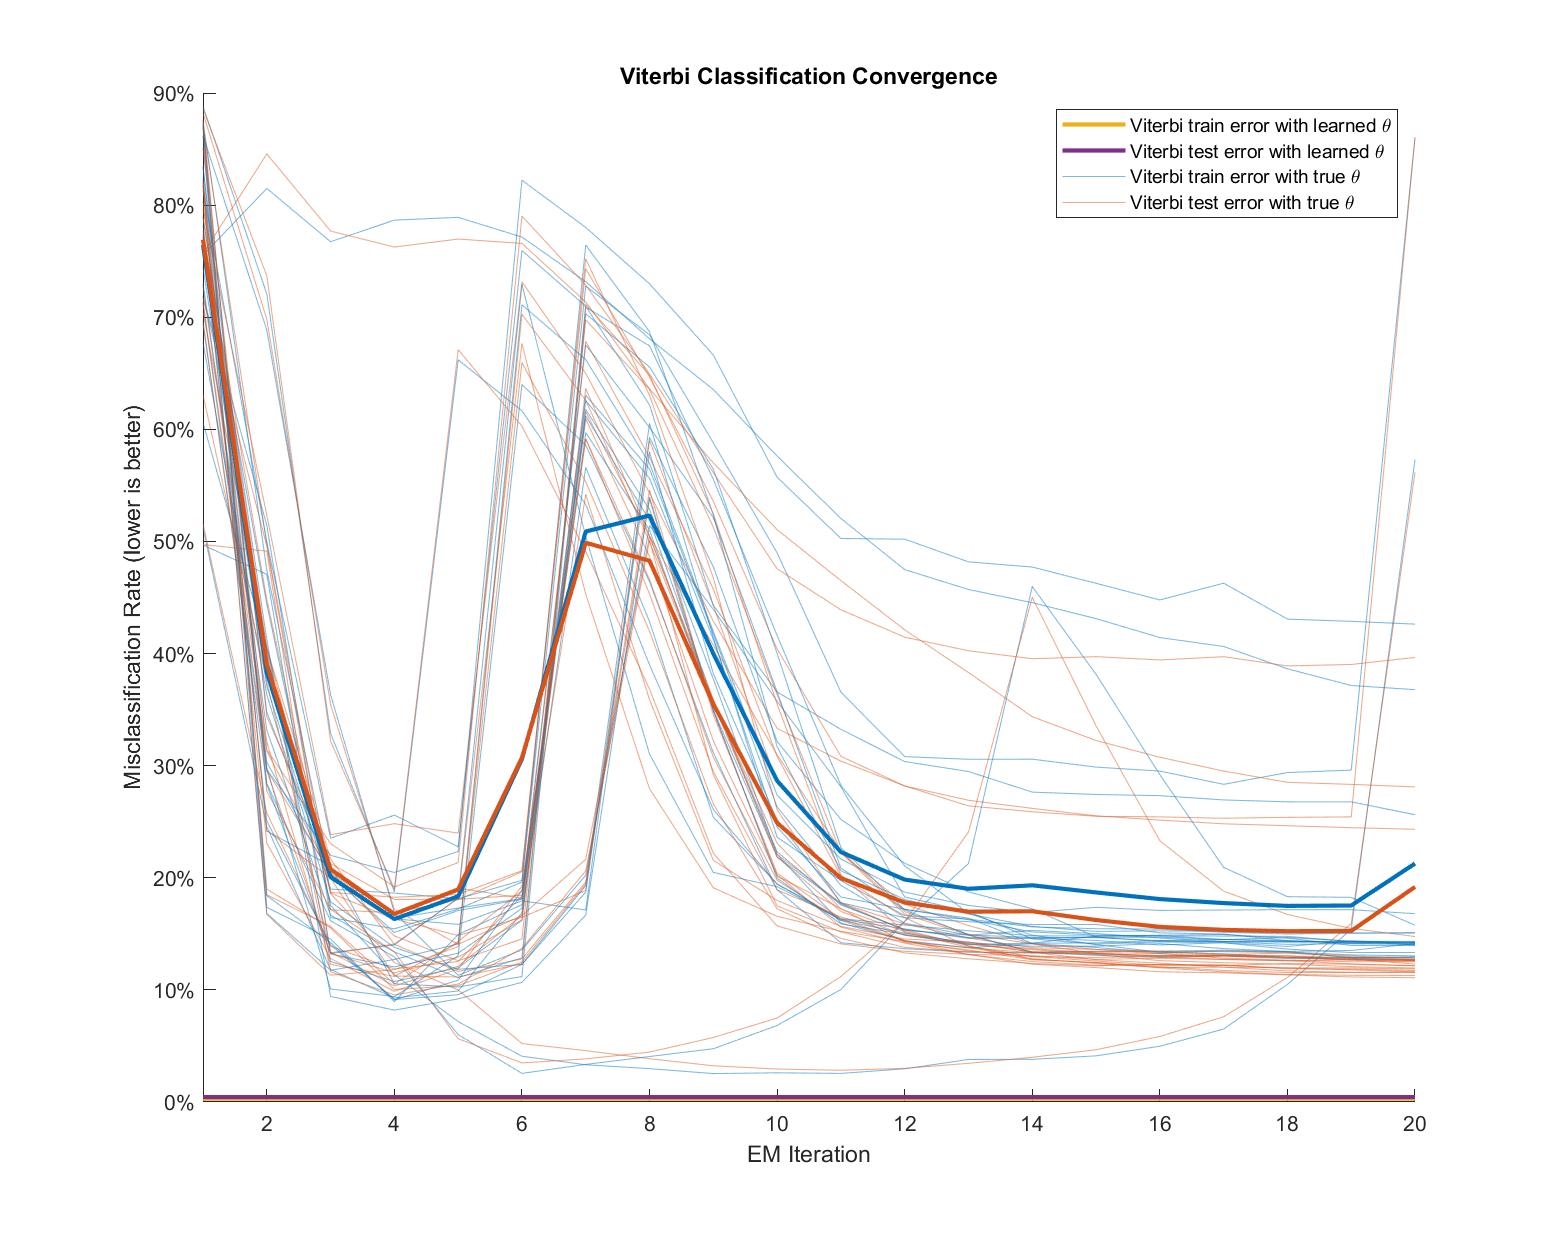 Viterbi Classification Convergence
90%
80%
70%
60%
50%
40%
30%
20%
10%
0%
Misclassification Rate (lower is better)
Viterbi train error with learned θ
Viterbi test error with learned θ
Viterbi train error with true θ
Viterbi test error with true θ
2 4 6 8 10 12 14 16 18 20
EM Iteration